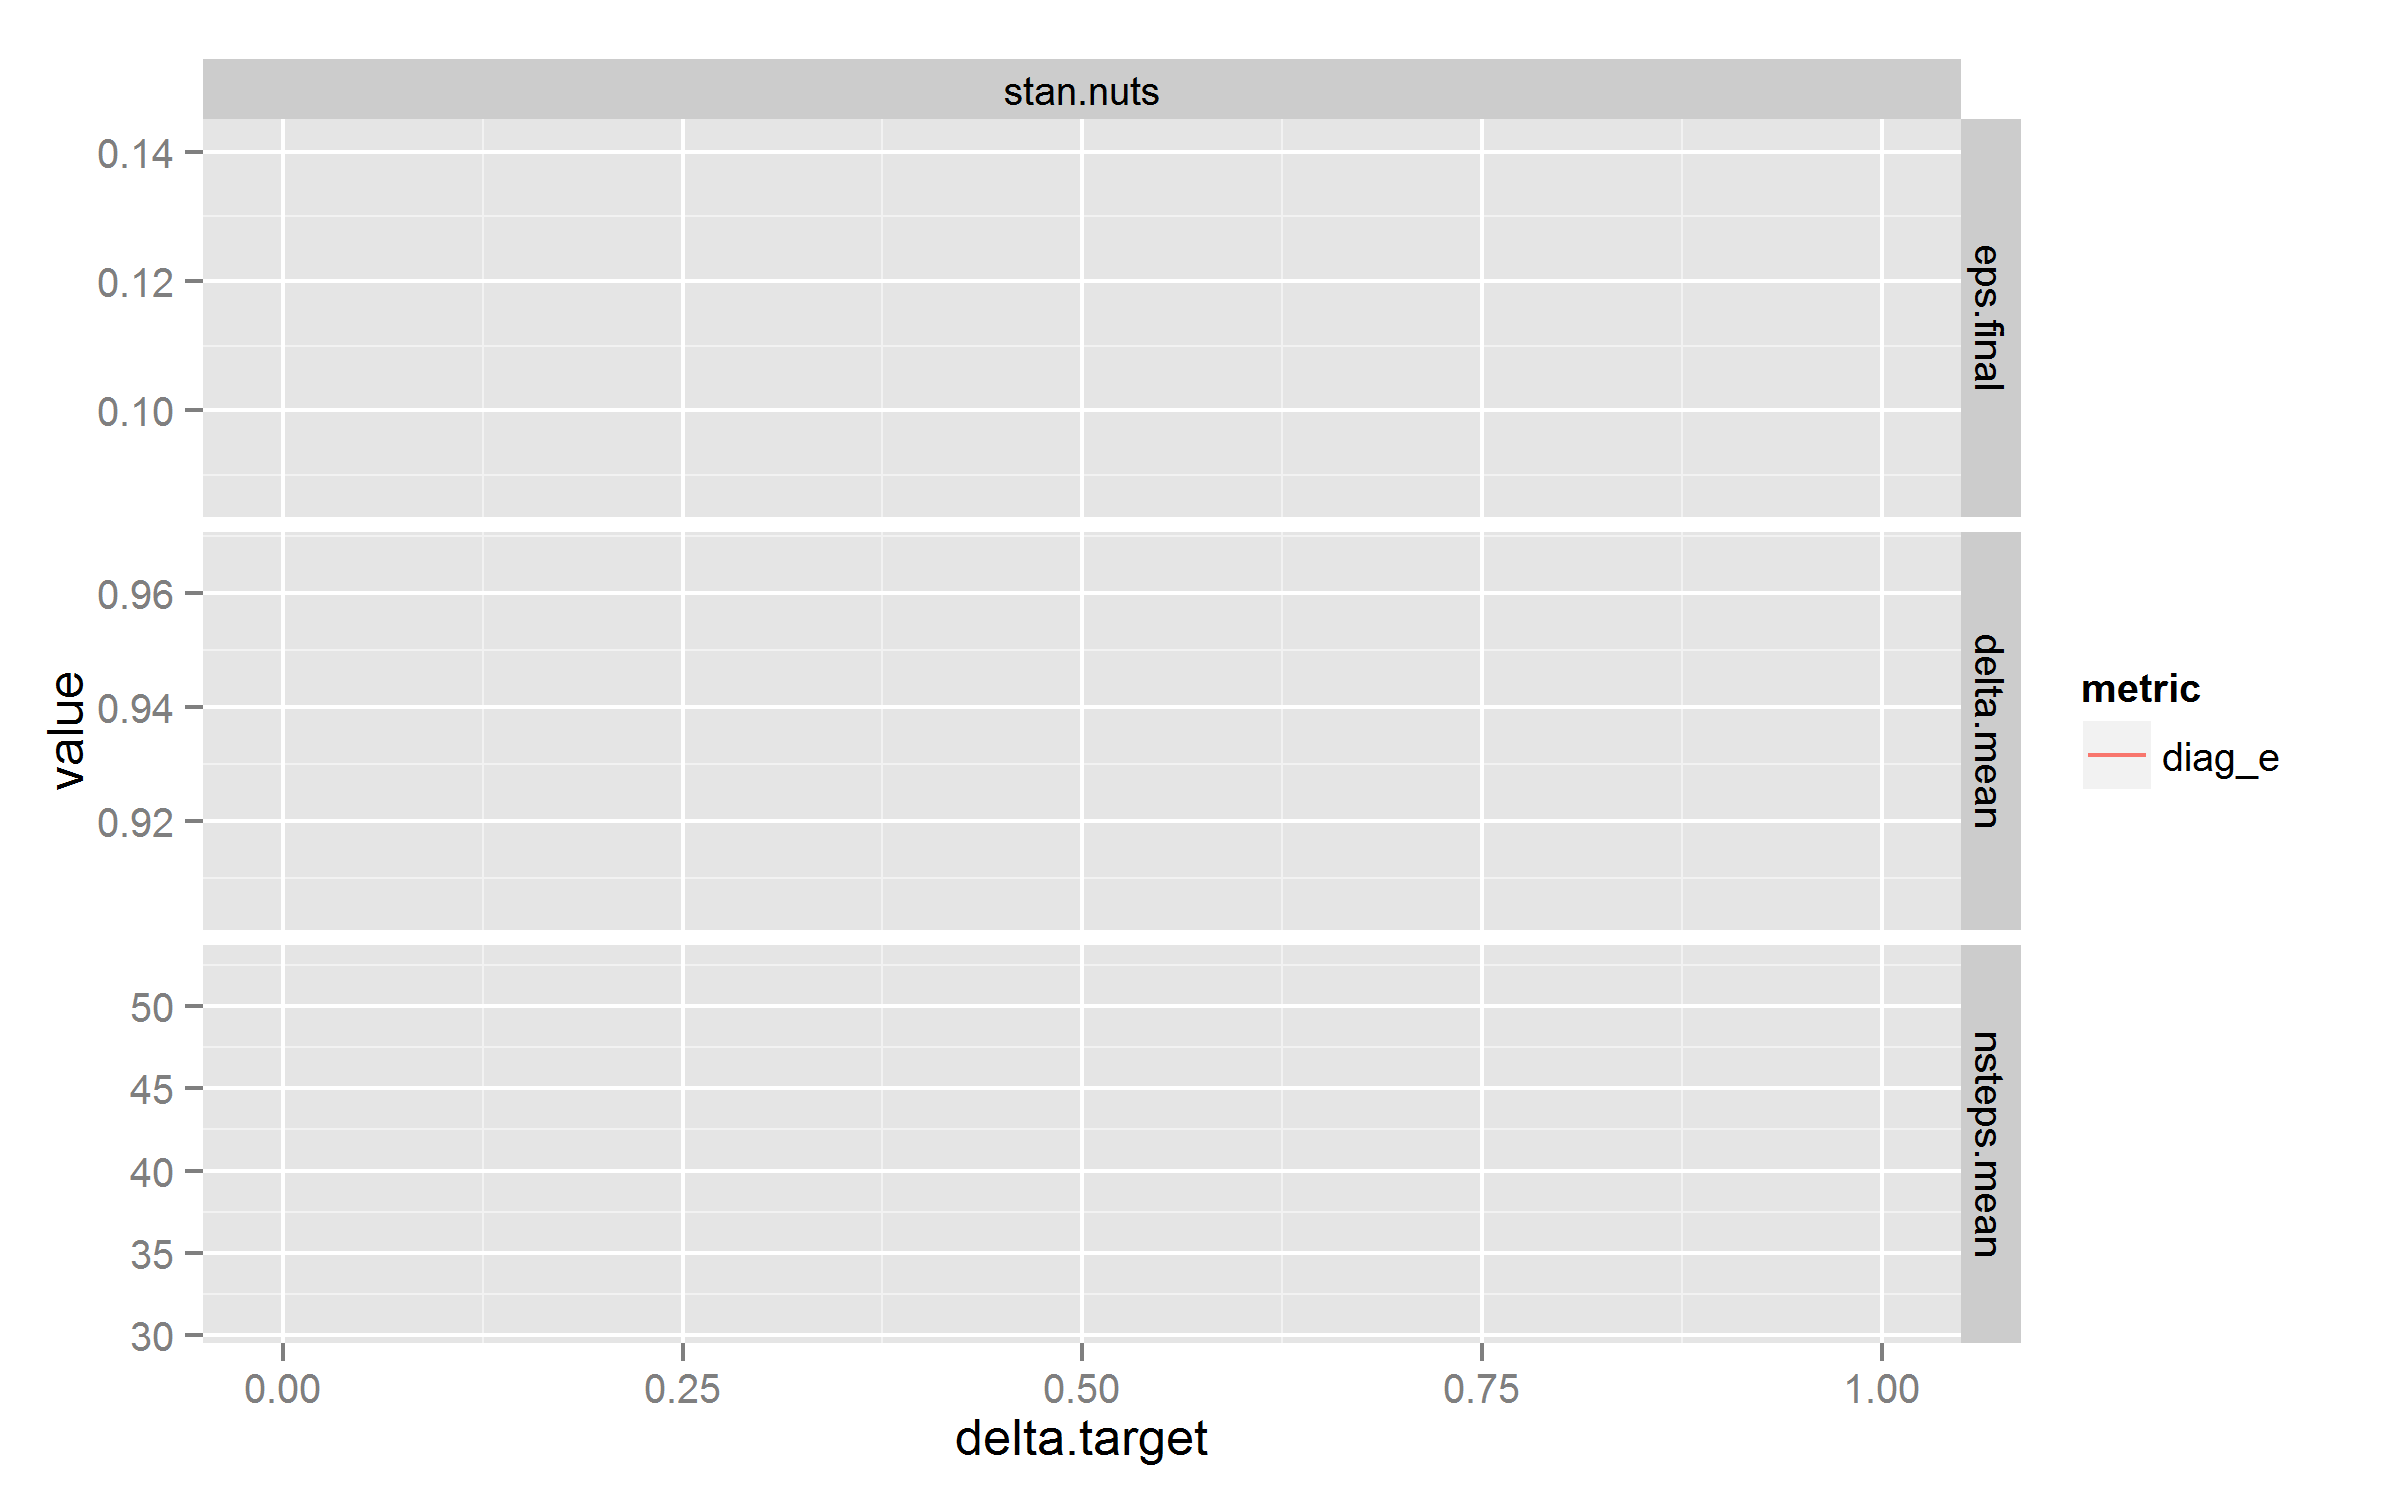 stan.nuts
0.14
0.12
0.10
eps.final
0.96
0.94
0.92
delta.mean
50
45
40
35
30
nsteps.mean
value
0.00 0.25 0.50 0.75 1.00
delta.target
metric
diag_e